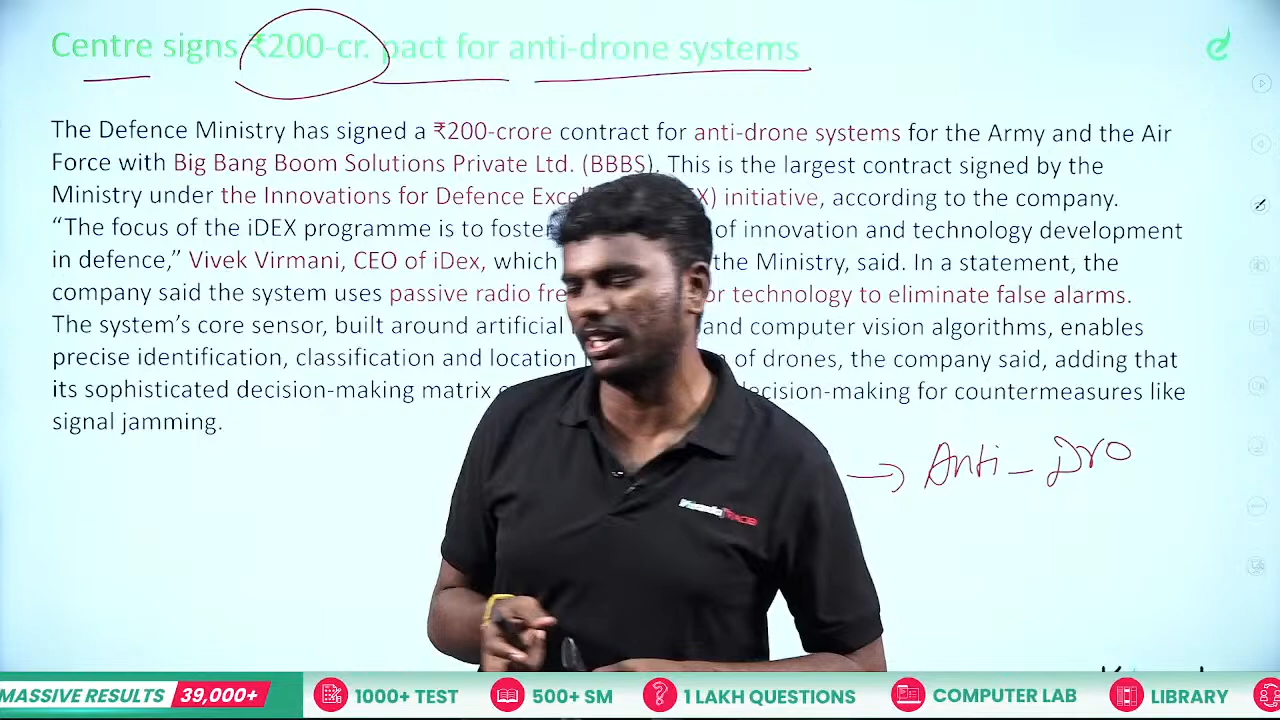 Centre signs ₹200-cr. pact for anti-drone systems
The Defence Ministry has signed a ₹200-crore contract for anti-drone systems for the Army and the Air
Force with Big Bang Boom Solutions Private Ltd. (BBBS). This is the largest contract signed by the
Ministry under the Innovations for Defence X) initiative, according to the company.
“The focus of the iDEX programme is to foster of innovation and technology development
in defence,” Vivek Virmani, CEO of iDex, which the Ministry, said. In a statement, the
company said the system uses passive radio technology to eliminate false alarms.
The system’s core sensor, built around artificial and computer vision algorithms, enables
precise identification, classification and location of drones, the company said, adding that
its sophisticated decision-making matrix decision-making for countermeasures like
signal jamming.
→ Anti - Dro
MASSIVE RESULTS 39,000+ 1000+ TEST 500+ SM 1 LAKH QUESTIONS COMPUTER LAB LIBRARY